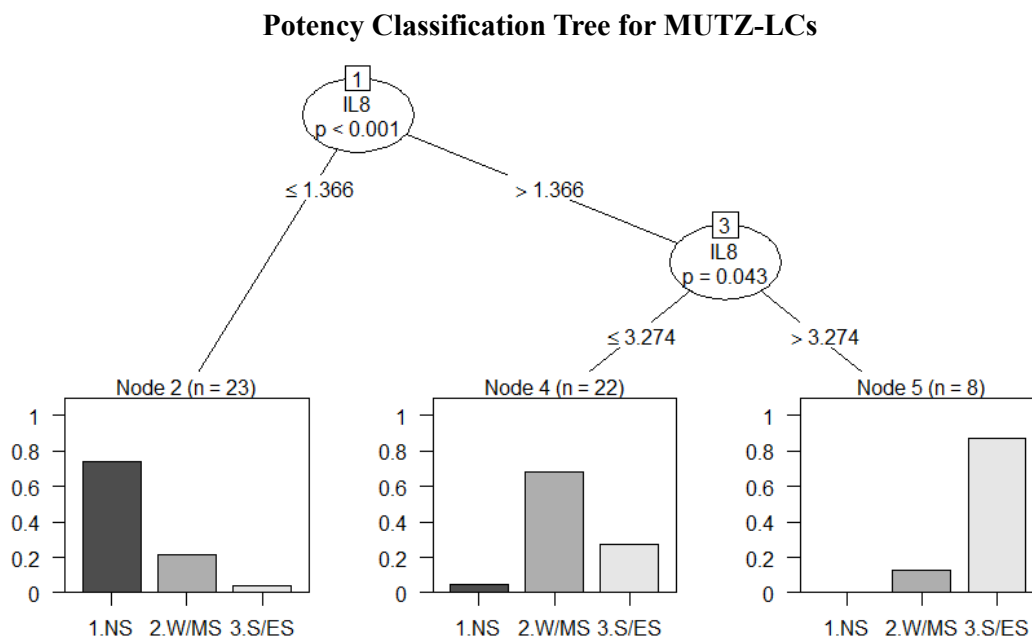 Potency Classification Tree for MUTZ-LCs
1
IL8
p < 0.001
≤ 1.366
> 1.366
3
IL8
p = 0.043
≤ 3.274
> 3.274
Node 2 (n = 23)
1
0.8
0.6
0.4
0.2
0
1.NS 2.W/MS 3.S/ES
Node 4 (n = 22)
1
0.8
0.6
0.4
0.2
0
1.NS 2.W/MS 3.S/ES
Node 5 (n = 8)
1
0.8
0.6
0.4
0.2
0
1.NS 2.W/MS 3.S/ES